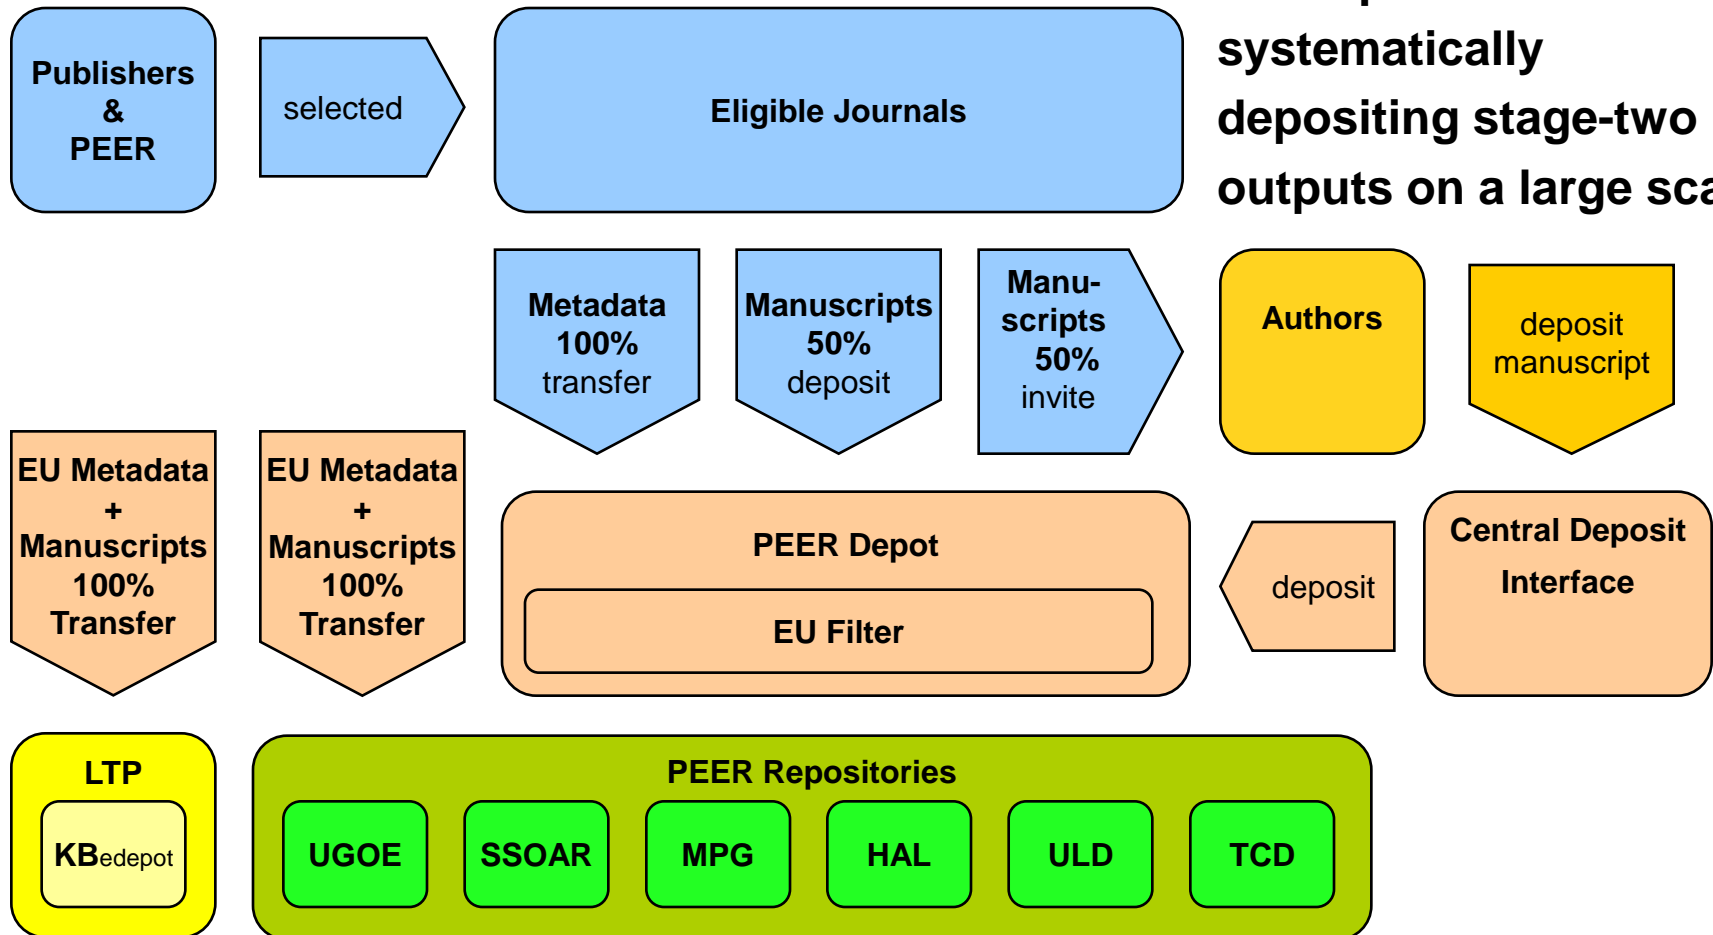 systematically
depositing stage-two
outputs on a large
Publishers
&
PEER
selected
Eligible Journals
Metadata
100%
transfer
Manuscripts
50%
deposit
Manu-
scripts
50%
invite
Authors
deposit
manuscript
EU Metadata
+
Manuscripts
100%
Transfer
EU Metadata
+
Manuscripts
100%
Transfer
PEER Depot
EU Filter
deposit
Central Deposit
Interface
LTP
KBedepot
PEER Repositories
UGOE
SSOAR
MPG
HAL
ULD
TCD